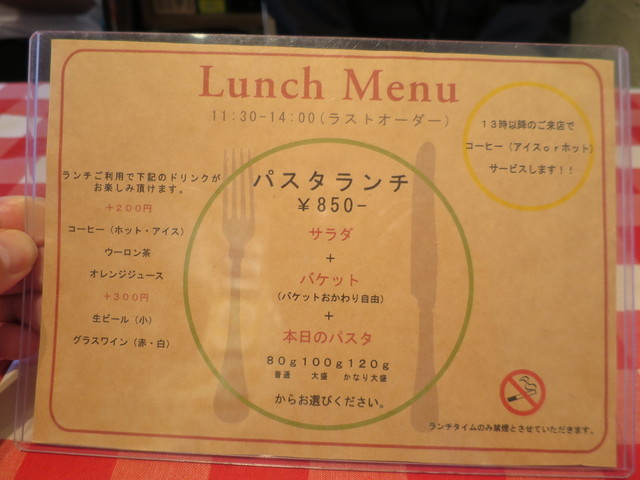 Lunch Menu
11:30-14:00(ラストオーダー)
13時以降のご来店で
コーヒー（アイスorホット）
サービスします！！
ランチご利用で下記のドリンクが
お楽しみ頂けます。
+200円
コーヒー（ホット・アイス）
ウーロン茶
オレンジジュース
+300円
生ビール（小）
グラスワイン（赤・白）
パスタランチ
￥850-
サラダ
+
バケット
（バケットおかわり自由）
+
本日のパスタ
80g100g120g
普通 大盛 かなり大盛
からお選びください。
ランチタイムのみ禁煙とさせていただきます。